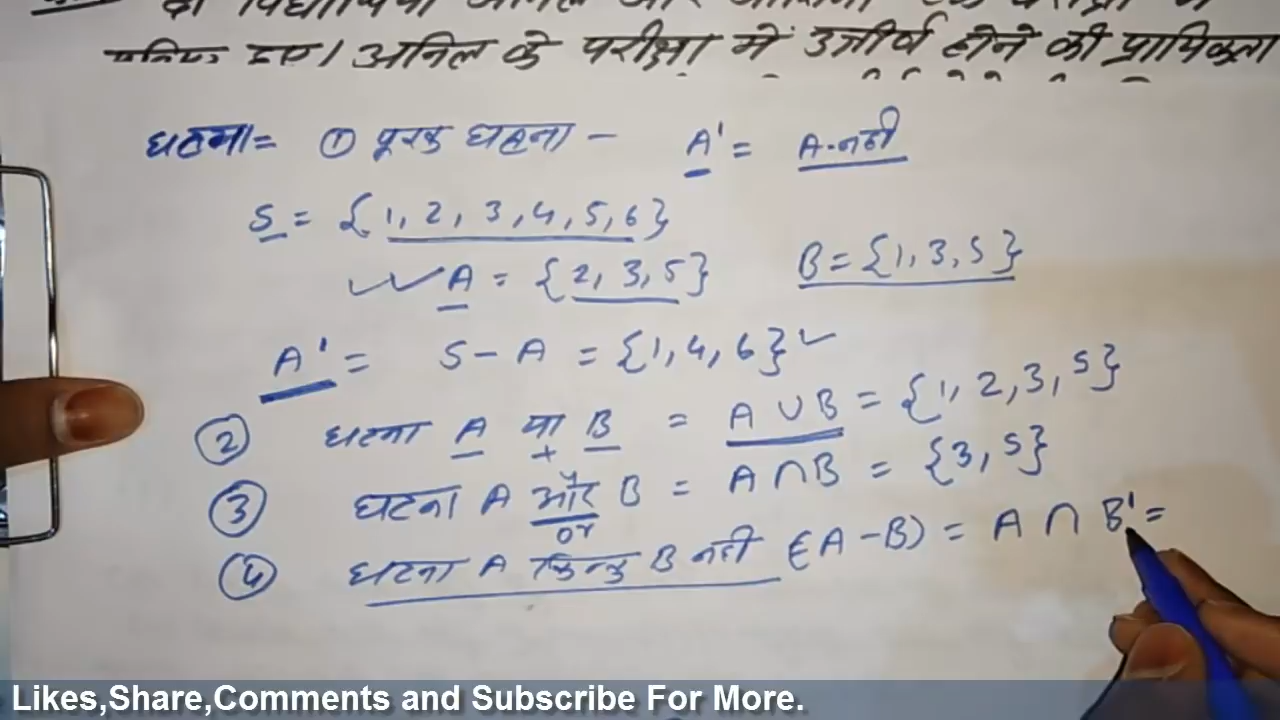 के परीक्षा में उत्तीर्ण होने की प्रायिकता
घटना= ① पूरक घटना – A' = A-नही
S = {1, 2, 3, 4, 5, 6}
A = {2, 3, 5} B = {1, 3, 5}
A' = S - A = {1, 4, 6}
② घटना A या B = A ∪ B = {1, 2, 3, 5}
+
③ घटना A और B = A ∩ B = {3, 5}
or
④ घटना A किन्तु B नही (A - B) = A ∩ B' =
Likes,Share,Comments and Subscribe For More.